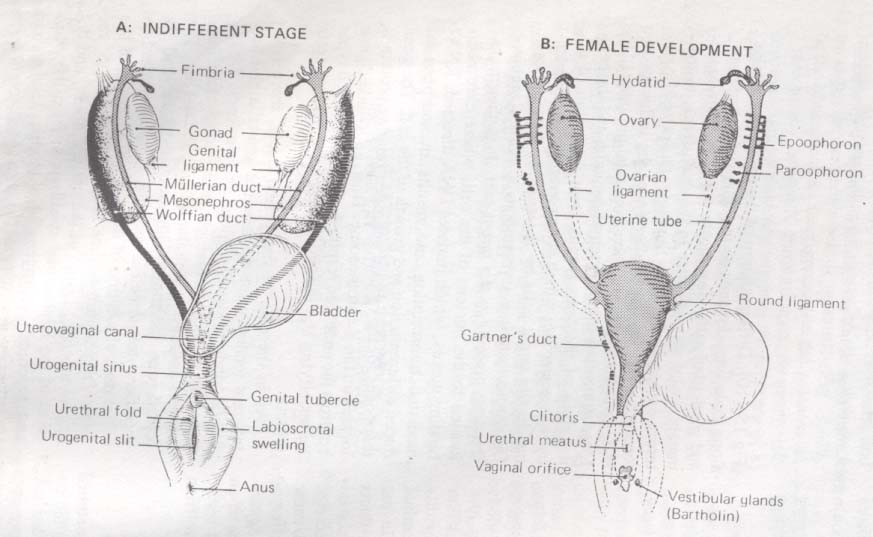 A: INDIFFERENT STAGE
Fimbria
Gonad
Genital
ligament
Müllerian duct
Mesonephros
Wolffian duct
Bladder
Uterovaginal canal
Urogenital sinus
Genital tubercle
Urethral fold
Labioscrotal
swelling
Urogenital slit
Anus
B: FEMALE DEVELOPMENT
Hydatid
Ovary
Epoophoron
Paroophoron
Ovarian
ligament
Uterine tube
Round ligament
Gartner's duct
Clitoris
Urethral meatus
Vaginal orifice
Vestibular glands
(Bartholin)